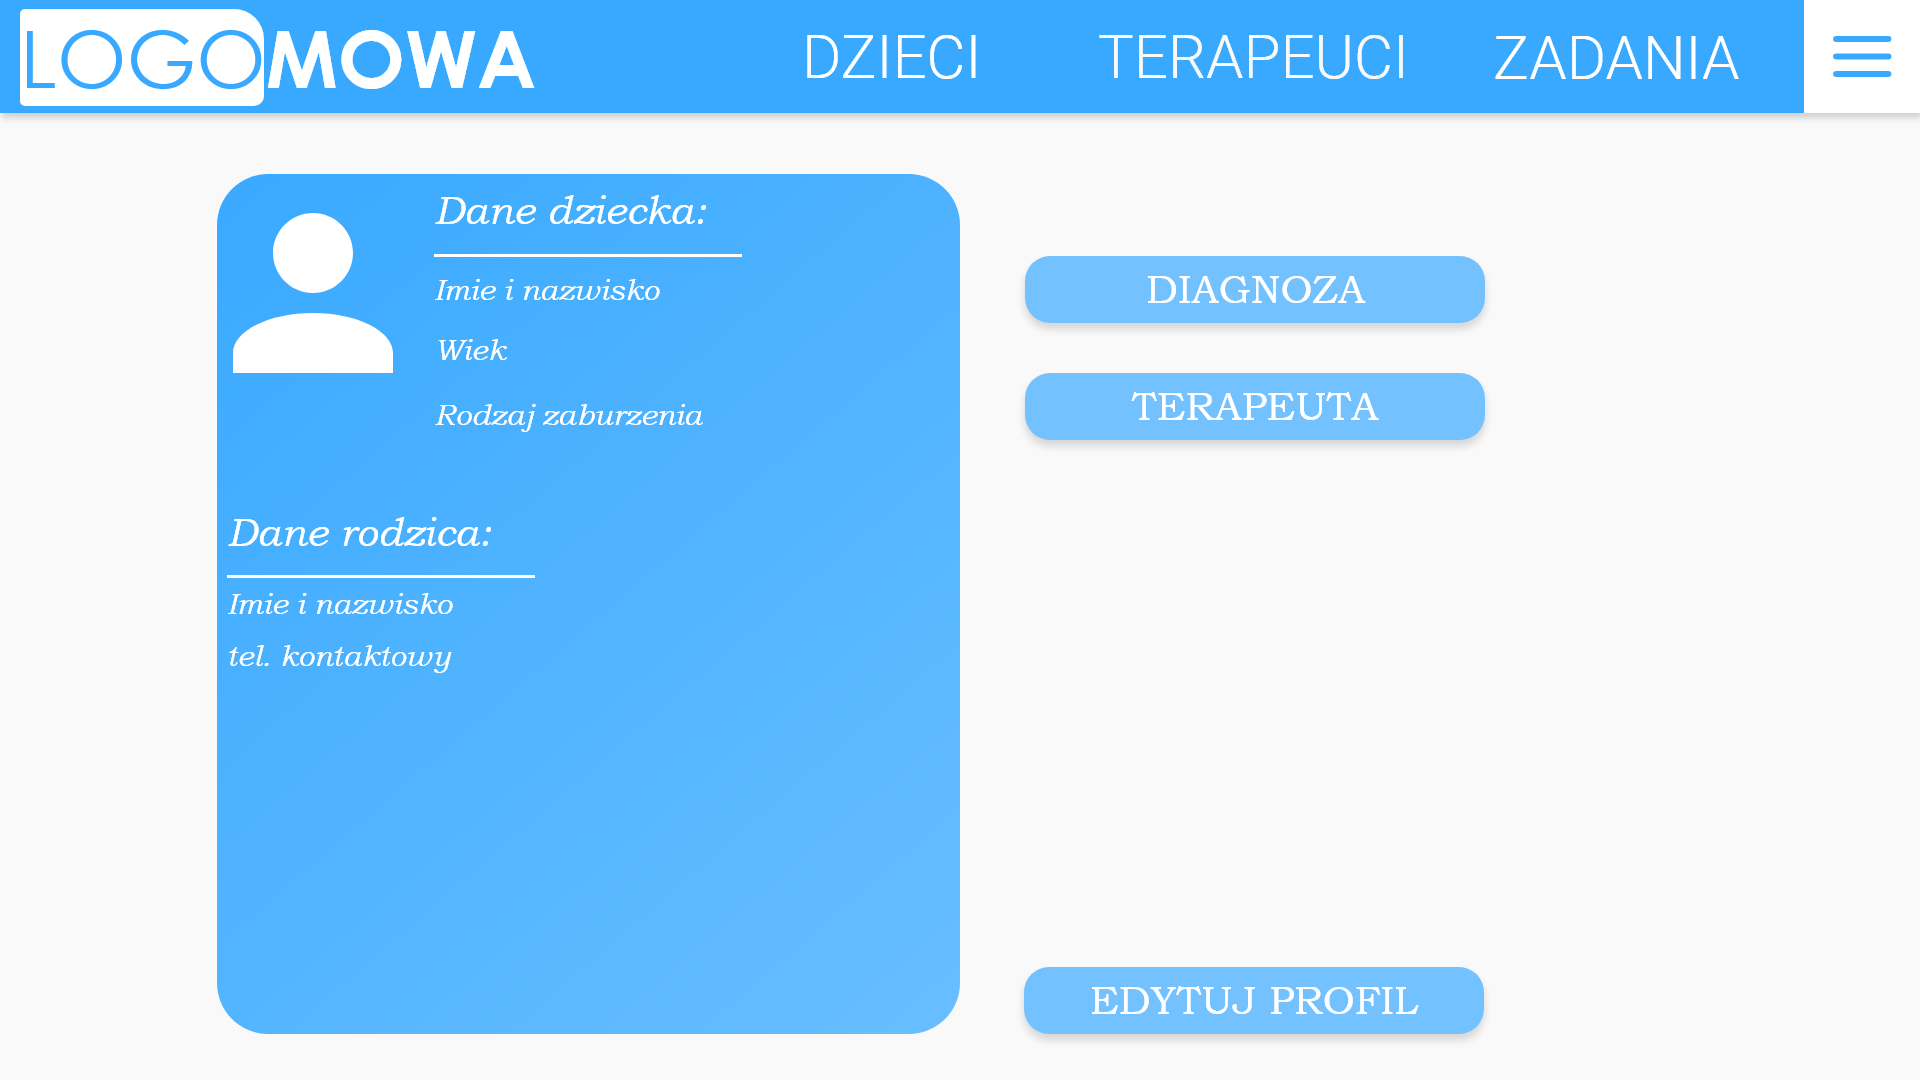 LOGOMOWA DZIECI TERAPEUCI ZADANIA
Dane dziecka:
Imie i nazwisko
Wiek
Rodzaj zaburzenia
Dane rodzica:
Imie i nazwisko
tel. kontaktowy
DIAGNOZA
TERAPEUTA
EDYTUJ PROFIL